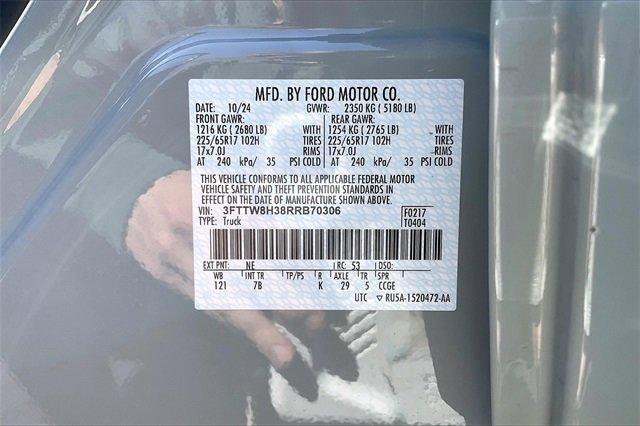 MFD. BY FORD MOTOR CO.
DATE: 10/24 GVWR: 2350 KG ( 5180 LB)
FRONT GAWR: REAR GAWR:
1216 KG ( 2680 LB) WITH 1254 KG ( 2765 LB) WITH
225/65R17 102H TIRES 225/65R17 102H TIRES
17x7.0J RIMS 17x7.0J RIMS
AT 240 kPa/ 35 PSI COLD AT 240 kPa/ 35 PSI COLD
THIS VEHICLE CONFORMS TO ALL APPLICABLE FEDERAL MOTOR
VEHICLE SAFETY AND THEFT PREVENTION STANDARDS IN
EFFECT ON THE DATE OF MANUFACTURE SHOWN ABOVE.
VIN: 3FTTW8H38RRB70306 F0217
TYPE: Truck T0404
EXT PNT: NE RC: 53 DSO:
WB INT TR TP/PS R AXLE TR SPR
121 7B K 29 5 CCGE
UTC ▽ RU5A-1520472-AA